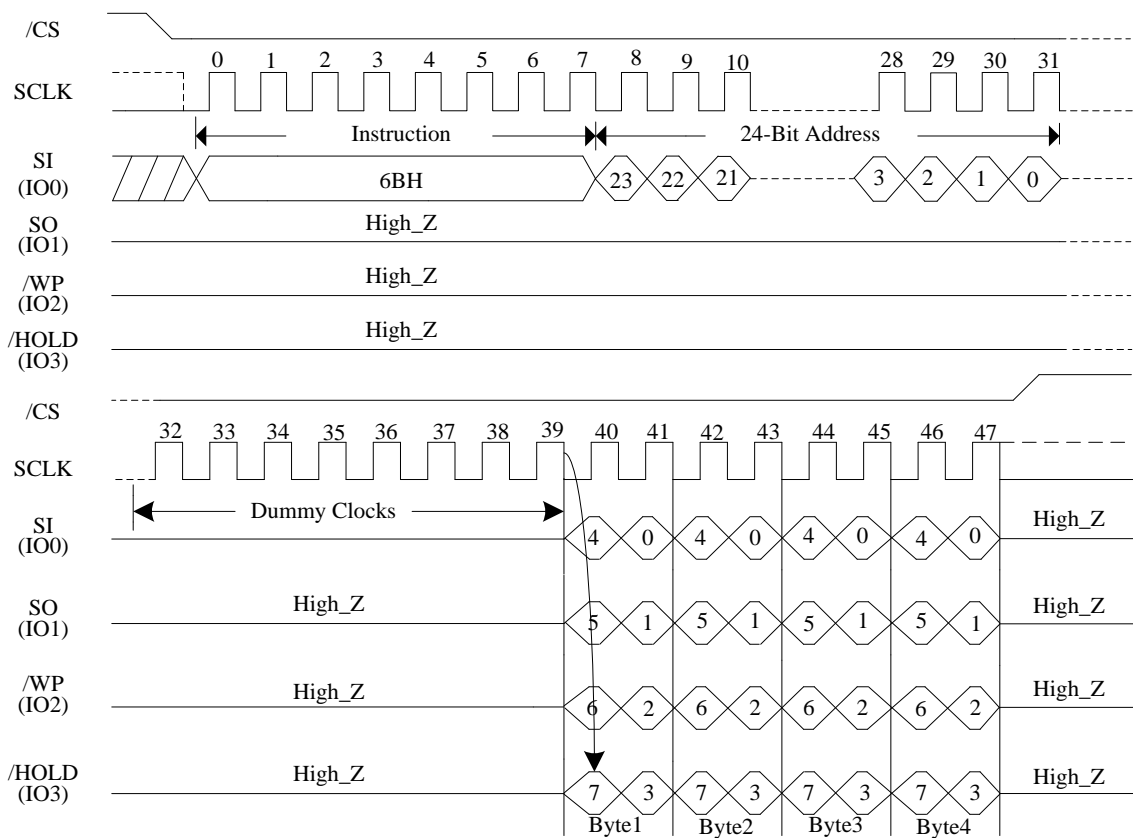 /CS
0 1 2 3 4 5 6 7 8 9 10 28 29 30 31
SCLK
Instruction 24-Bit Address
SI
(IO0)
6BH 23 22 21 3 2 1 0
SO
(IO1)
High_Z
/WP
(IO2)
High_Z
/HOLD
(IO3)
High_Z
/CS
32 33 34 35 36 37 38 39 40 41 42 43 44 45 46 47
SCLK
Dummy Clocks
SI
(IO0)
4 0 4 0 4 0 4 0 High_Z
SO
(IO1)
High_Z 5 1 5 1 5 1 5 1 High_Z
/WP
(IO2)
High_Z 6 2 6 2 6 2 6 2 High_Z
/HOLD
(IO3)
High_Z 7 3 7 3 7 3 7 3 High_Z
Byte1 Byte2 Byte3 Byte4